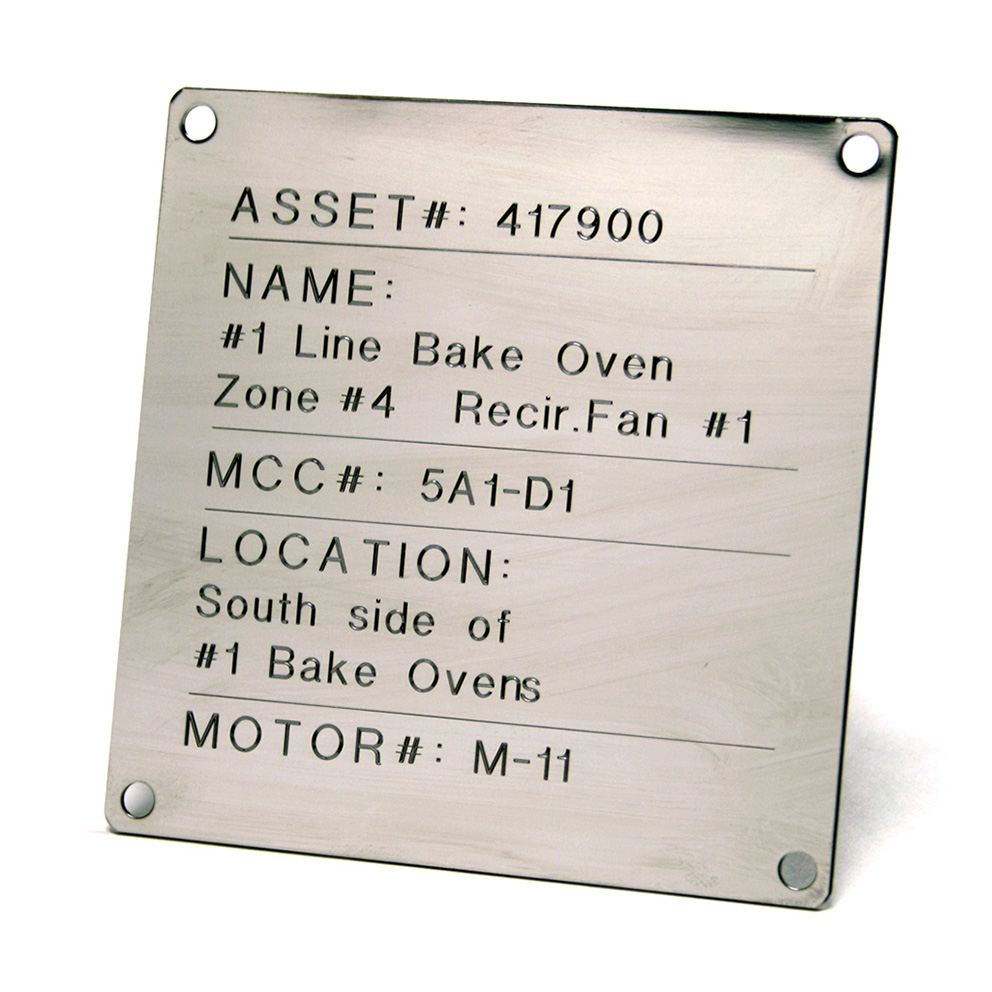 ASSET#: 417900
NAME:
#1 Line Bake Oven
Zone #4 Recir.Fan #1
MCC#: 5A1-D1
LOCATION:
South side of
#1 Bake Ovens
MOTOR#: M-11